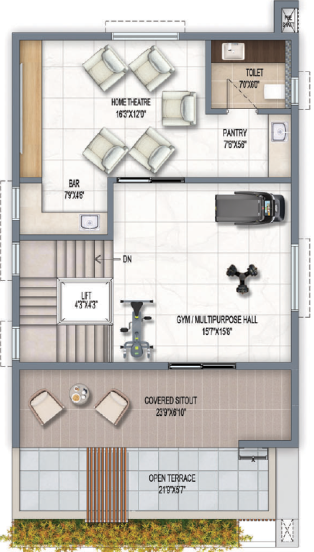 TOILET
7'0"X6'0"
HOME THEATRE
16'3"X12'0"
PANTRY
7'6"X5'6"
BAR
7'9"X4'6"
DN
LIFT
4'3"X4'3"
GYM / MULTIPURPOSE HALL
15'7"X15'8"
COVERED SITOUT
23'9"X6'10"
OPEN TERRACE
21'9"X5'7"